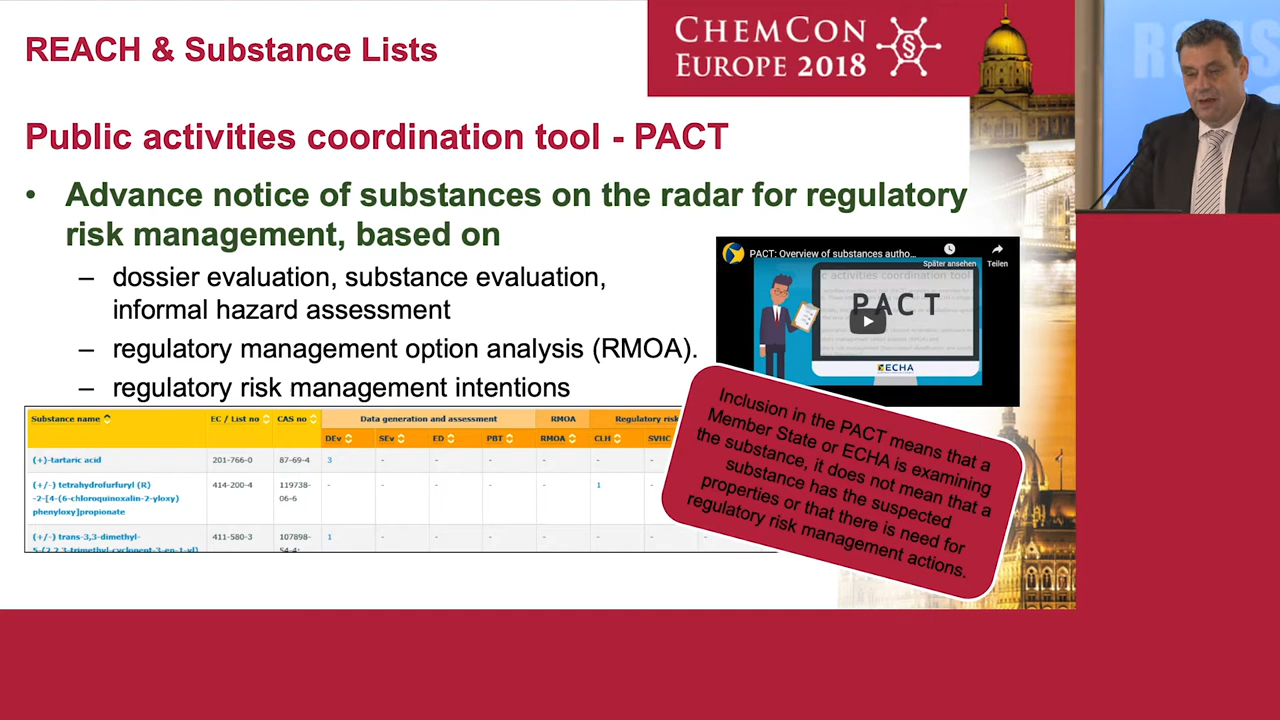 REACH & Substance Lists
CHEMCON
EUROPE 2018
§
Public activities coordination tool - PACT
• Advance notice of substances on the radar for regulatory
risk management, based on
– dossier evaluation, substance evaluation,
informal hazard assessment
– regulatory management option analysis (RMOA).
– regulatory risk management intentions
PACT: Overview of substances autho...
Später ansehen
Teilen
PACT
ECHA
Substance name EC / List no CAS no Data generation and assessment RMOA Regulatory risk
DEv SEv ED PBT RMOA CLH SVHC
(+)-tartaric acid 201-766-0 87-69-4 3 - - - - - -
(+/-) tetrahydrofurfuryl (R) 414-200-4 119738- - - - - - 1 -
-2-[4-(6-chloroquinoxalin-2-yloxy) 06-6
phenyloxy]propionate
(+/-) trans-3,3-dimethyl- 411-580-3 107898- 1 - - - - - -
5-(2,2,3-trimethyl-cyclopent-3-en-1-yl) 54-4;
Inclusion in the PACT means that a
Member State or ECHA is examining
the substance, it does not mean that a
substance has the suspected
properties or that there is need for
regulatory risk management actions.